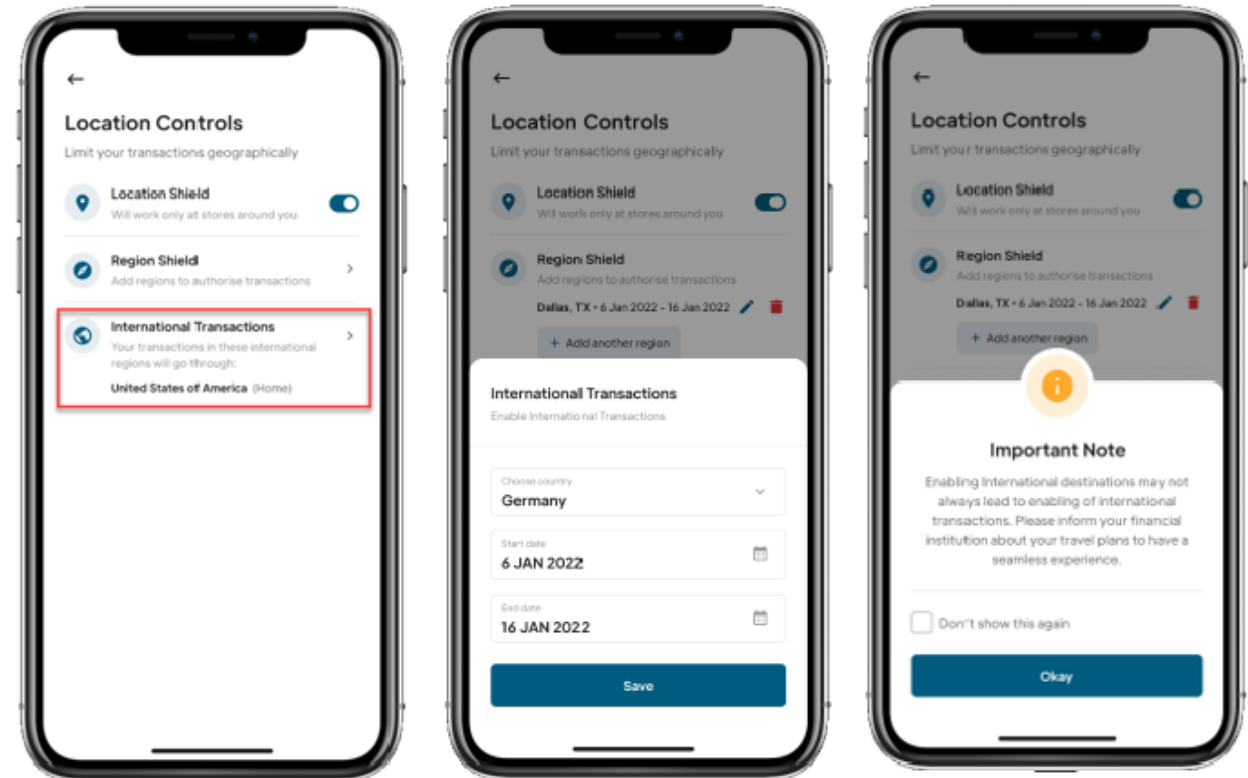 Location Controls
Limit your transactions geographically
Location Shield
Will work only at stores around you
Region Shield
Add regions to authorise transactions
International Transactions
Your transactions in these international
regions will go through:
United States of America (Home)
Location Controls
Limit your transactions geographically
Location Shield
Will work only at stores around you
Region Shield
Add regions to authorise transactions
Dallas, TX • 6 Jan 2022 - 16 Jan 2022
+ Add another region
International Transactions
Enable International Transactions
Choose country
Germany
Start date
6 JAN 2022
End date
16 JAN 2022
Save
Location Controls
Limit your transactions geographically
Location Shield
Will work only at stores around you
Region Shield
Add regions to authorise transactions
Dallas, TX • 6 Jan 2022 - 16 Jan 2022
+ Add another region
Important Note
Enabling International destinations may not
always lead to enabling of international
transactions. Please inform your financial
institution about your travel plans to have a
seamless experience.
Don't show this again
Okay